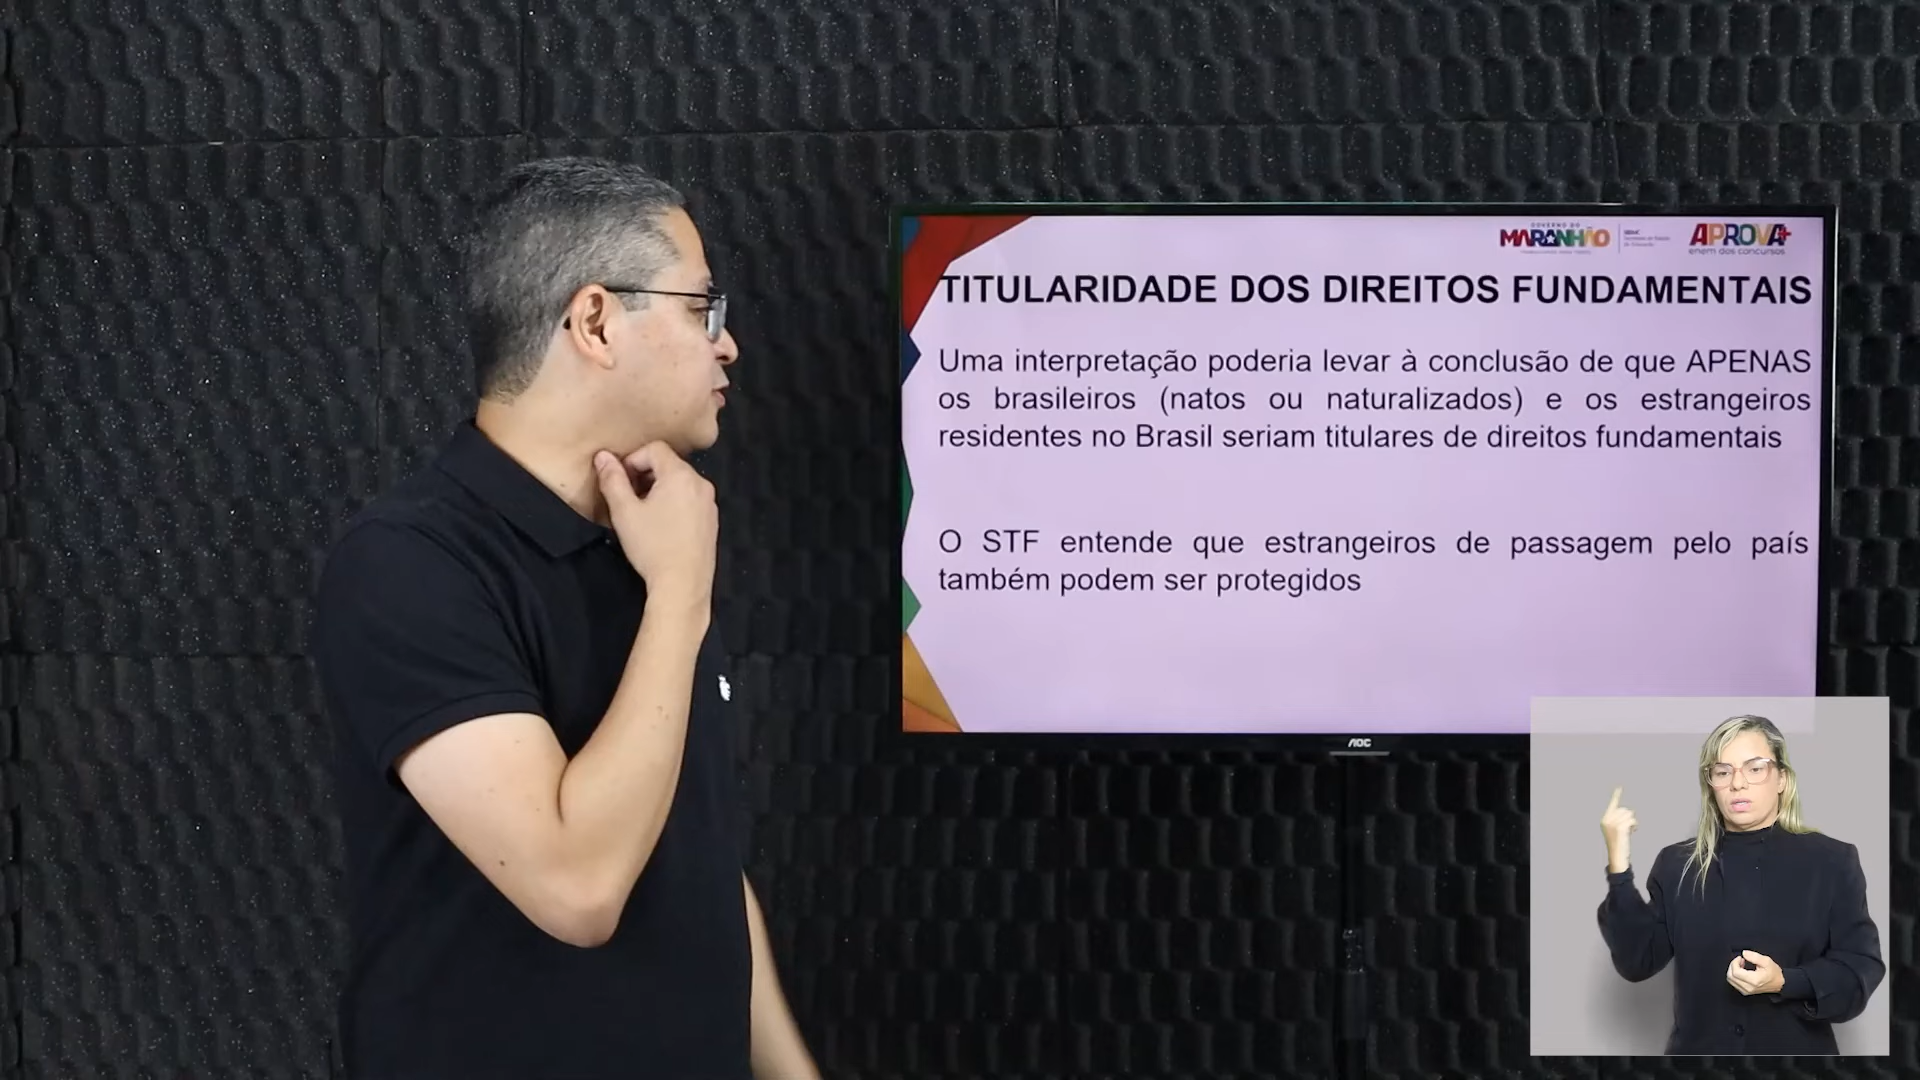 GOVERNO DO
MARANHÃO
APROVA+
enem dos concursos
TITULARIDADE DOS DIREITOS FUNDAMENTAIS
Uma interpretação poderia levar à conclusão de que APENAS
os brasileiros (natos ou naturalizados) e os estrangeiros
residentes no Brasil seriam titulares de direitos fundamentais
O STF entende que estrangeiros de passagem pelo país
também podem ser protegidos
AOC